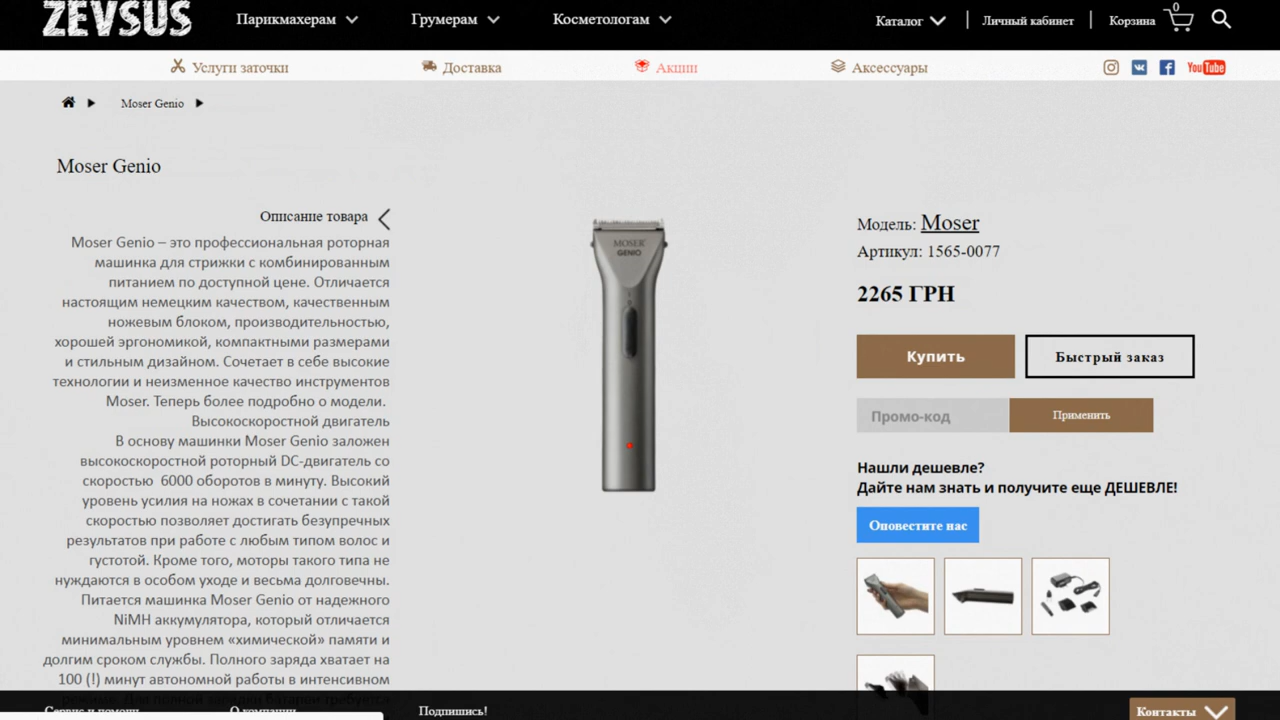 ZEVSUS
Парикмахерам
Грумерам
Косметологам
Каталог
Личный кабинет
Корзина
0
Услуги заточки
Доставка
Акции
Аксессуары
You Tube
Moser Genio
Moser Genio
Описание товара
Moser Genio – это профессиональная роторная
машинка для стрижки с комбинированным
питанием по доступной цене. Отличается
настоящим немецким качеством, качественным
ножевым блоком, производительностью,
хорошей эргономикой, компактными размерами
и стильным дизайном. Сочетает в себе высокие
технологии и неизменное качество инструментов
Moser. Теперь более подробно о модели.
Высокоскоростной двигатель
В основу машинки Moser Genio заложен
высокоскоростной роторный DC-двигатель со
скоростью 6000 оборотов в минуту. Высокий
уровень усилия на ножах в сочетании с такой
скоростью позволяет достигать безупречных
результатов при работе с любым типом волос и
густотой. Кроме того, моторы такого типа не
нуждаются в особом уходе и весьма долговечны.
Питается машинка Moser Genio от надежного
NiMH аккумулятора, который отличается
минимальным уровнем «химической» памяти и
долгим сроком службы. Полного заряда хватает на
100 (!) минут автономной работы в интенсивном
MOSER
GENIO
Модель: Moser
Артикул: 1565-0077
2265 ГРН
Купить
Быстрый заказ
Промо-код
Применить
Нашли дешевле?
Дайте нам знать и получите еще ДЕШЕВЛЕ!
Оповестите нас
Сервис и помощь
О компании
Подпишись!
Контакты